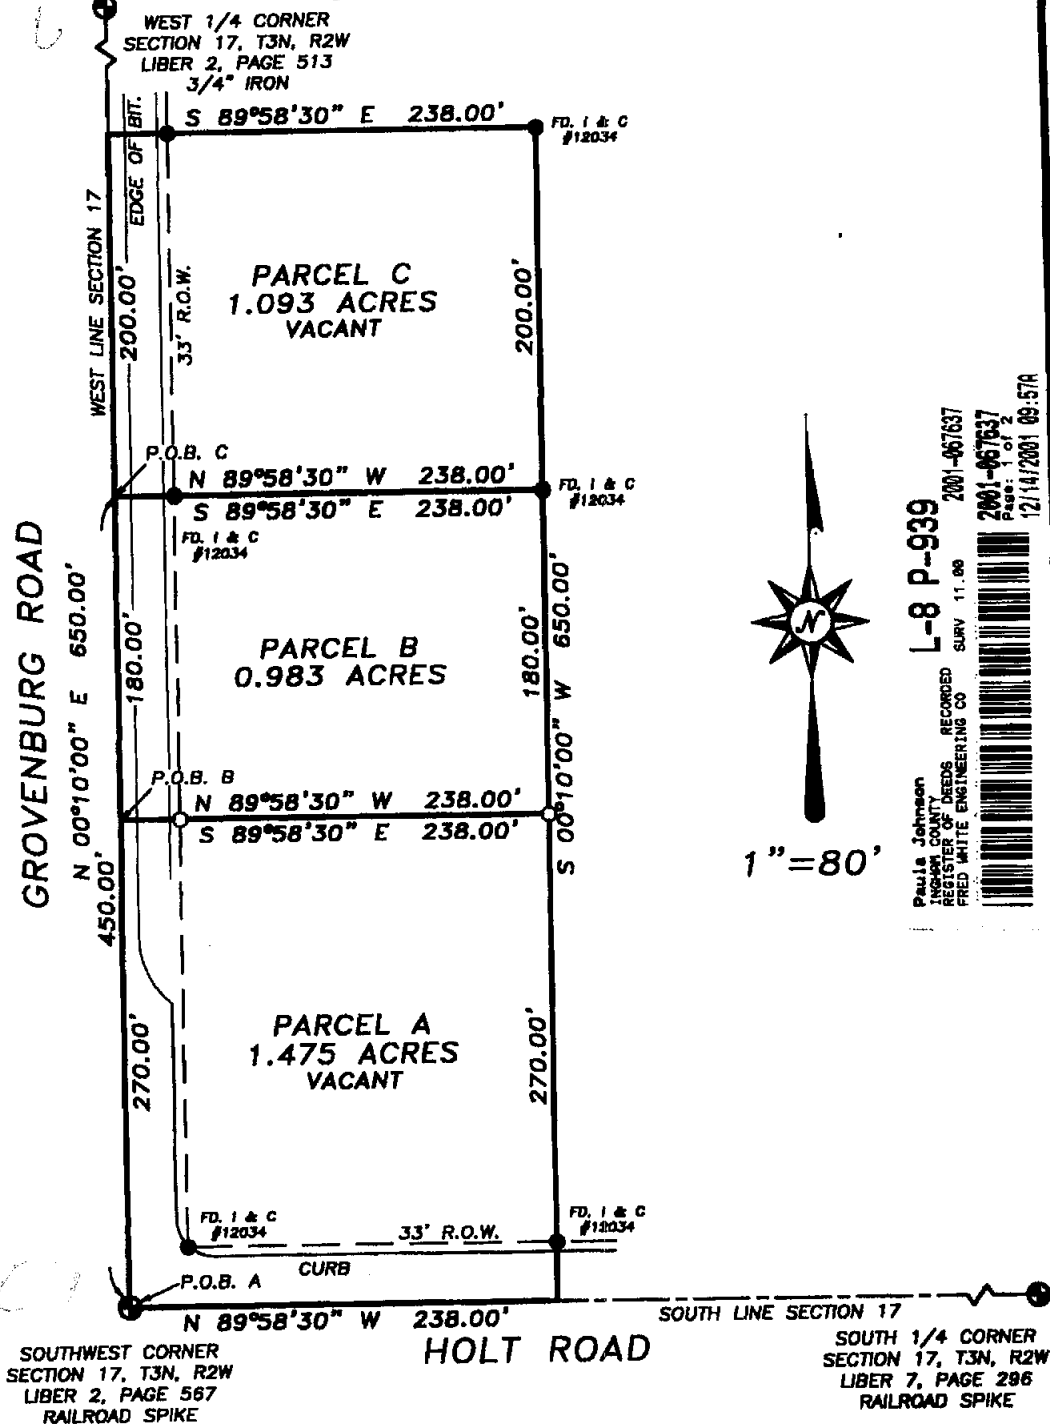 WEST 1/4 CORNER
SECTION 17, T3N, R2W
LIBER 2, PAGE 513
3/4" IRON
S 89°58'30" E 238.00'
FD. I & C
#12034
EDGE OF BIT.
WEST LINE SECTION 17
200.00'
33' R.O.W.
PARCEL C
1.093 ACRES
VACANT
200.00'
P.O.B. C
N 89°58'30" W 238.00'
S 89°58'30" E 238.00'
FD. I & C
#12034
FD. I & C
#12034
GROVENBURG ROAD
N 00°10'00" E 650.00'
180.00'
PARCEL B
0.983 ACRES
180.00'
S 00°10'00" W 650.00'
P.O.B. B
N 89°58'30" W 238.00'
S 89°58'30" E 238.00'
450.00'
270.00'
PARCEL A
1.475 ACRES
VACANT
270.00'
FD. I & C
#12034
33' R.O.W.
FD. I & C
#12034
CURB
P.O.B. A
N 89°58'30" W 238.00'
SOUTH LINE SECTION 17
HOLT ROAD
SOUTHWEST CORNER
SECTION 17, T3N, R2W
LIBER 2, PAGE 567
RAILROAD SPIKE
SOUTH 1/4 CORNER
SECTION 17, T3N, R2W
LIBER 7, PAGE 296
RAILROAD SPIKE
N
1"=80'
L-8 P-939
Paula Johnson
INGHAM COUNTY 2001-067637
REGISTER OF DEEDS RECORDED
FRED WHITE ENGINEERING CO SURV 11.00
2001-067637
Page: 1 of 2
12/14/2001 09:57A